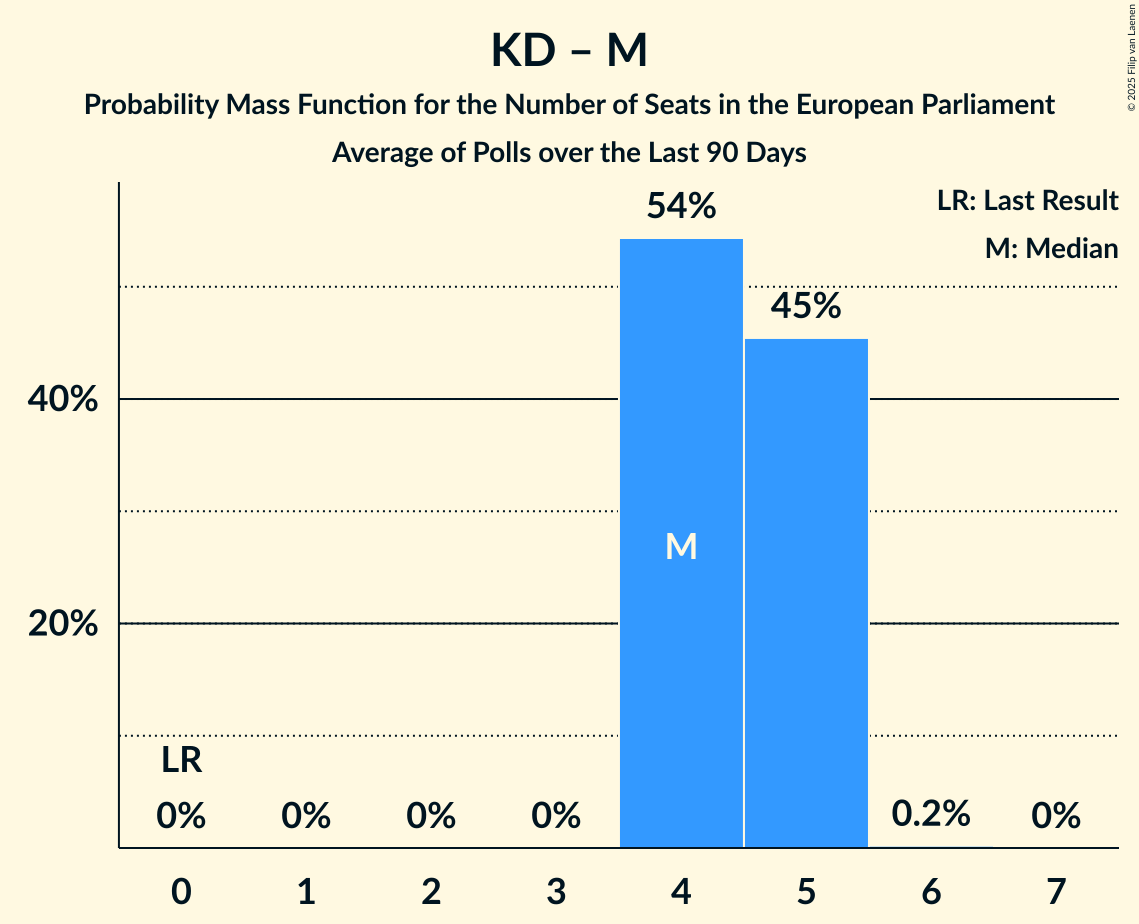 KD – M
Probability Mass Function for the Number of Seats in the European Parliament
Average of Polls over the Last 90 Days
© 2025 Filip van Laenen
LR: Last Result
M: Median
54%
45%
40%
M
20%
LR
0%
0%
0%
0%
0.2%
0%
0
1
2
3
4
5
6
7